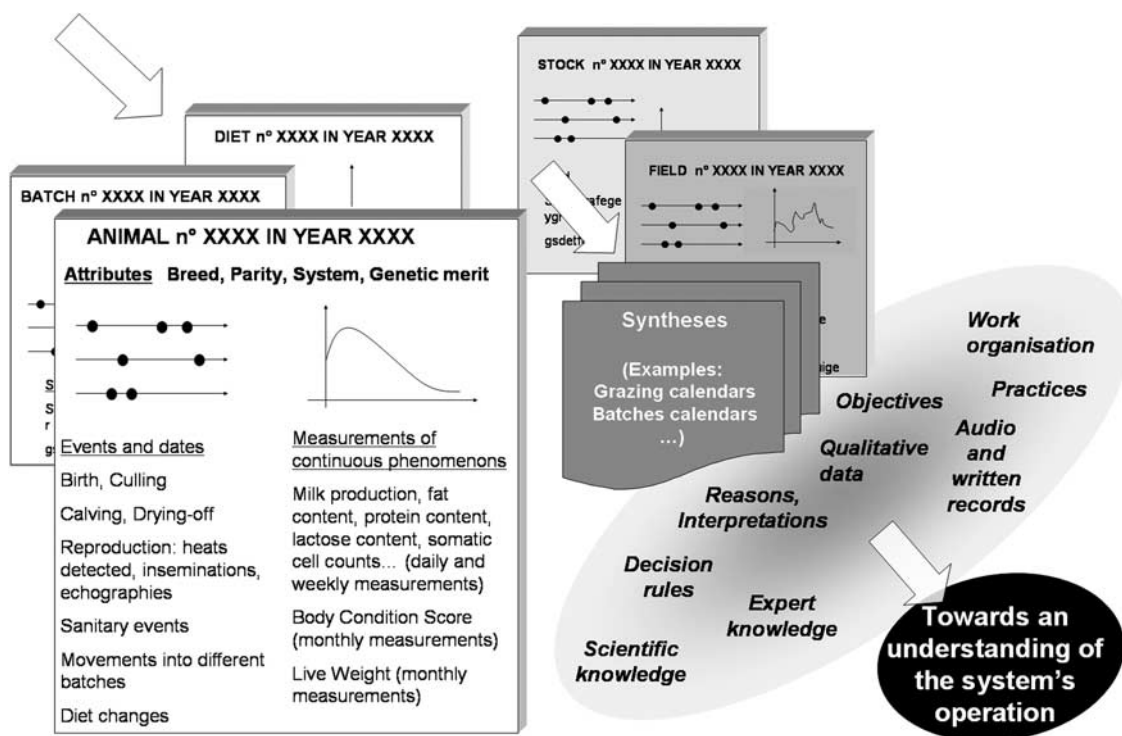 STOCK n° XXXX IN YEAR XXXX
DIET n° XXXX IN YEAR XXXX
FIELD n° XXXX IN YEAR XXXX
BATCH n° XXXX IN YEAR XXXX
ANIMAL n° XXXX IN YEAR XXXX
Attributes Breed, Parity, System, Genetic merit
Events and dates
Birth, Culling
Calving, Drying-off
Reproduction: heats
detected, inseminations,
echographies
Sanitary events
Movements into different
batches
Diet changes
Measurements of
continuous phenomenons
Milk production, fat
content, protein content,
lactose content, somatic
cell counts... (daily and
weekly measurements)
Body Condition Score
(monthly measurements)
Live Weight (monthly
measurements)
Syntheses
(Examples:
Grazing calendars
Batches calendars
...)
Work
organisation
Practices
Objectives
Audio
and
written
records
Qualitative
data
Reasons,
Interpretations
Decision
rules
Expert
knowledge
Scientific
knowledge
Towards an
understanding of
the system's
operation